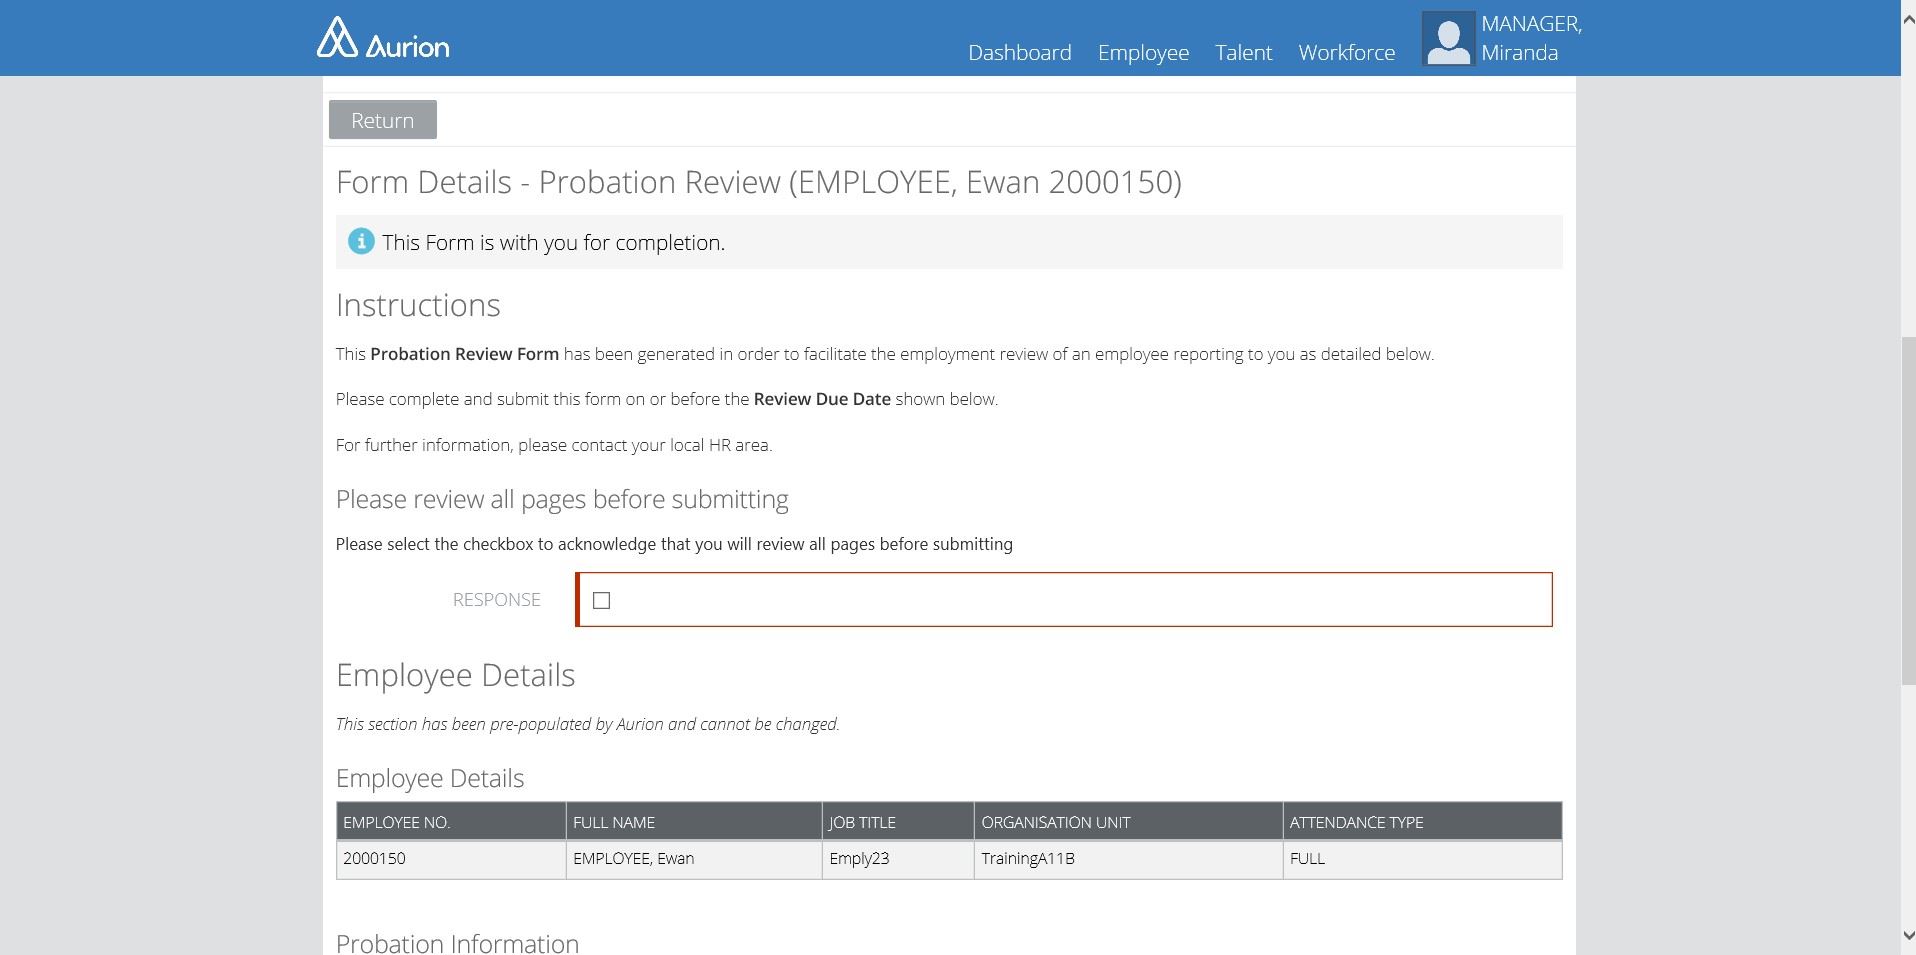 Aurion
Dashboard Employee Talent Workforce
MANAGER,
Miranda
Return
Form Details - Probation Review (EMPLOYEE, Ewan 2000150)
This Form is with you for completion.
Instructions
This Probation Review Form has been generated in order to facilitate the employment review of an employee reporting to you as detailed below.
Please complete and submit this form on or before the Review Due Date shown below.
For further information, please contact your local HR area.
Please review all pages before submitting
Please select the checkbox to acknowledge that you will review all pages before submitting
RESPONSE
Employee Details
This section has been pre-populated by Aurion and cannot be changed.
Employee Details
EMPLOYEE NO. FULL NAME JOB TITLE ORGANISATION UNIT ATTENDANCE TYPE
2000150 EMPLOYEE, Ewan Emply23 TrainingA11B FULL
Probation Information